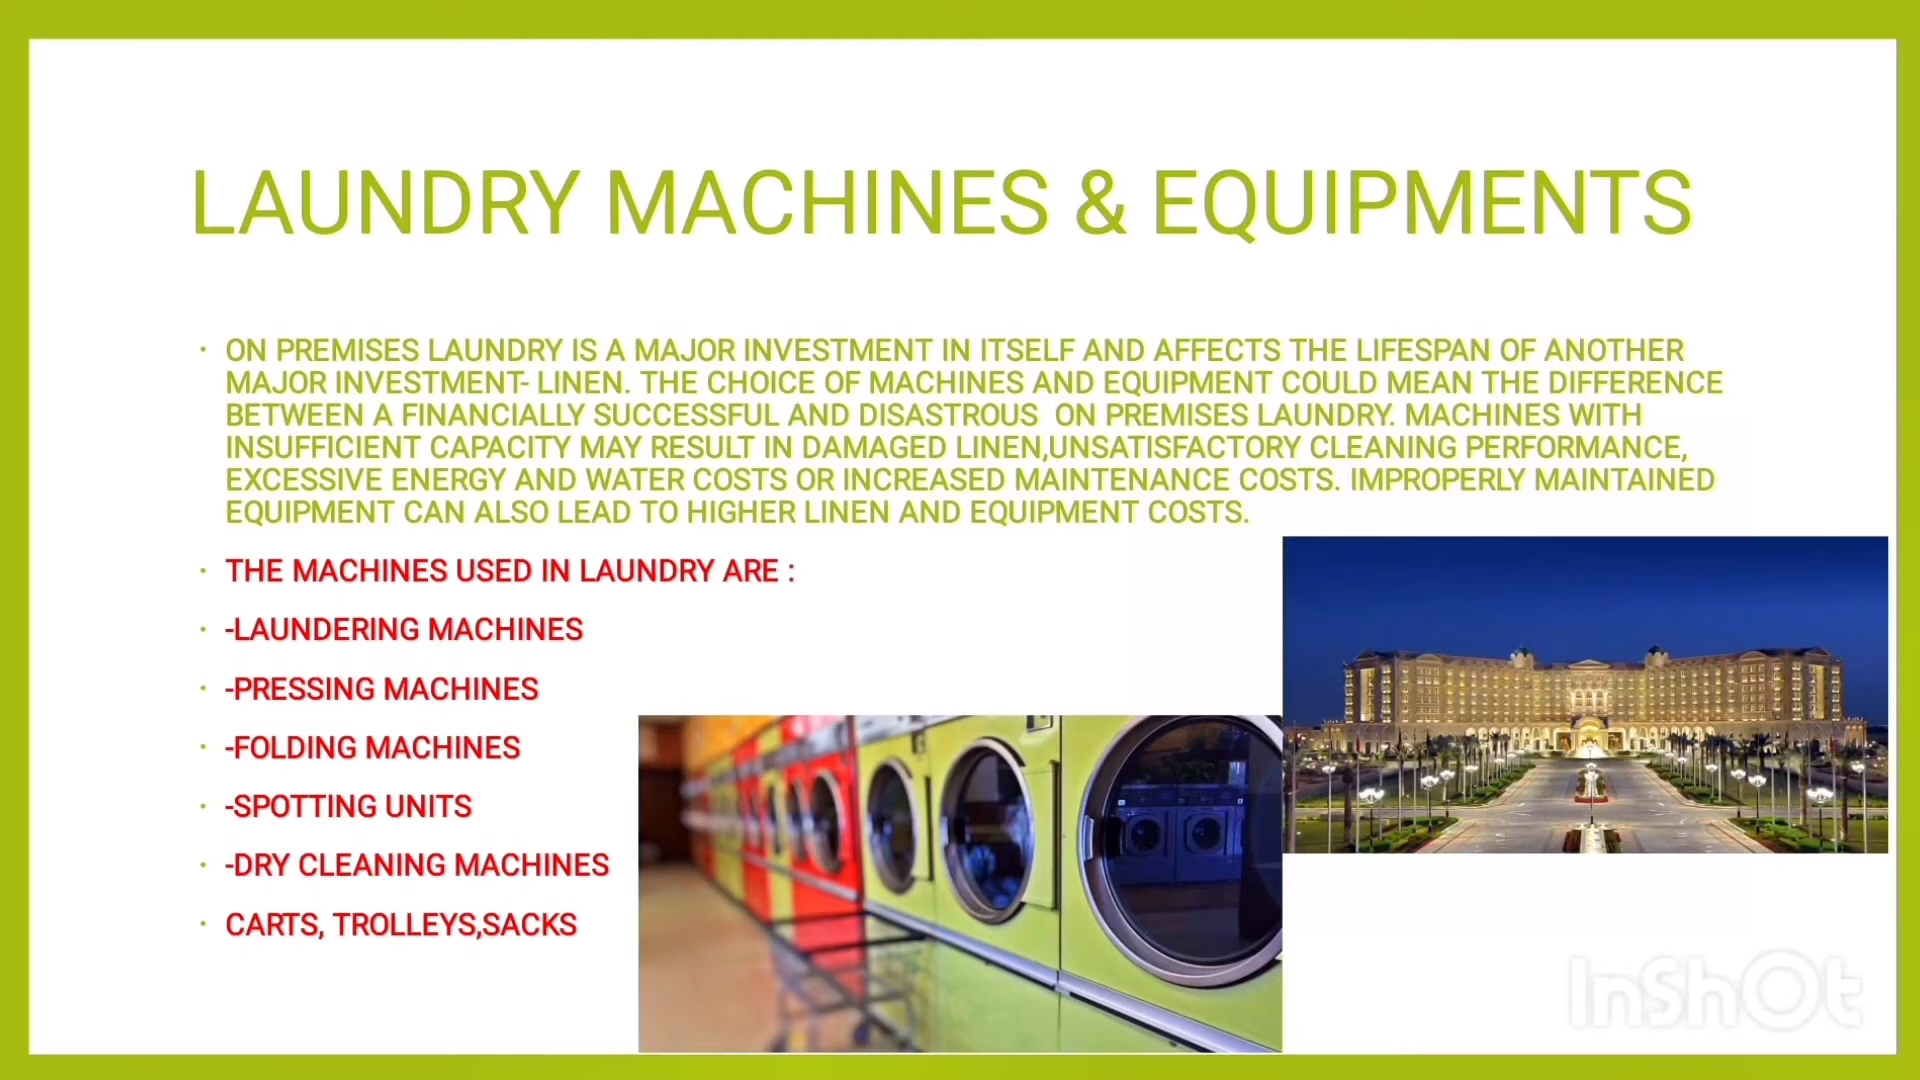 LAUNDRY MACHINES & EQUIPMENTS
• ON PREMISES LAUNDRY IS A MAJOR INVESTMENT IN ITSELF AND AFFECTS THE LIFESPAN OF ANOTHER
MAJOR INVESTMENT- LINEN. THE CHOICE OF MACHINES AND EQUIPMENT COULD MEAN THE DIFFERENCE
BETWEEN A FINANCIALLY SUCCESSFUL AND DISASTROUS  ON PREMISES LAUNDRY. MACHINES WITH
INSUFFICIENT CAPACITY MAY RESULT IN DAMAGED LINEN,UNSATISFACTORY CLEANING PERFORMANCE,
EXCESSIVE ENERGY AND WATER COSTS OR INCREASED MAINTENANCE COSTS. IMPROPERLY MAINTAINED
EQUIPMENT CAN ALSO LEAD TO HIGHER LINEN AND EQUIPMENT COSTS.
• THE MACHINES USED IN LAUNDRY ARE :
• -LAUNDERING MACHINES
• -PRESSING MACHINES
• -FOLDING MACHINES
• -SPOTTING UNITS
• -DRY CLEANING MACHINES
• CARTS, TROLLEYS,SACKS
InShOt